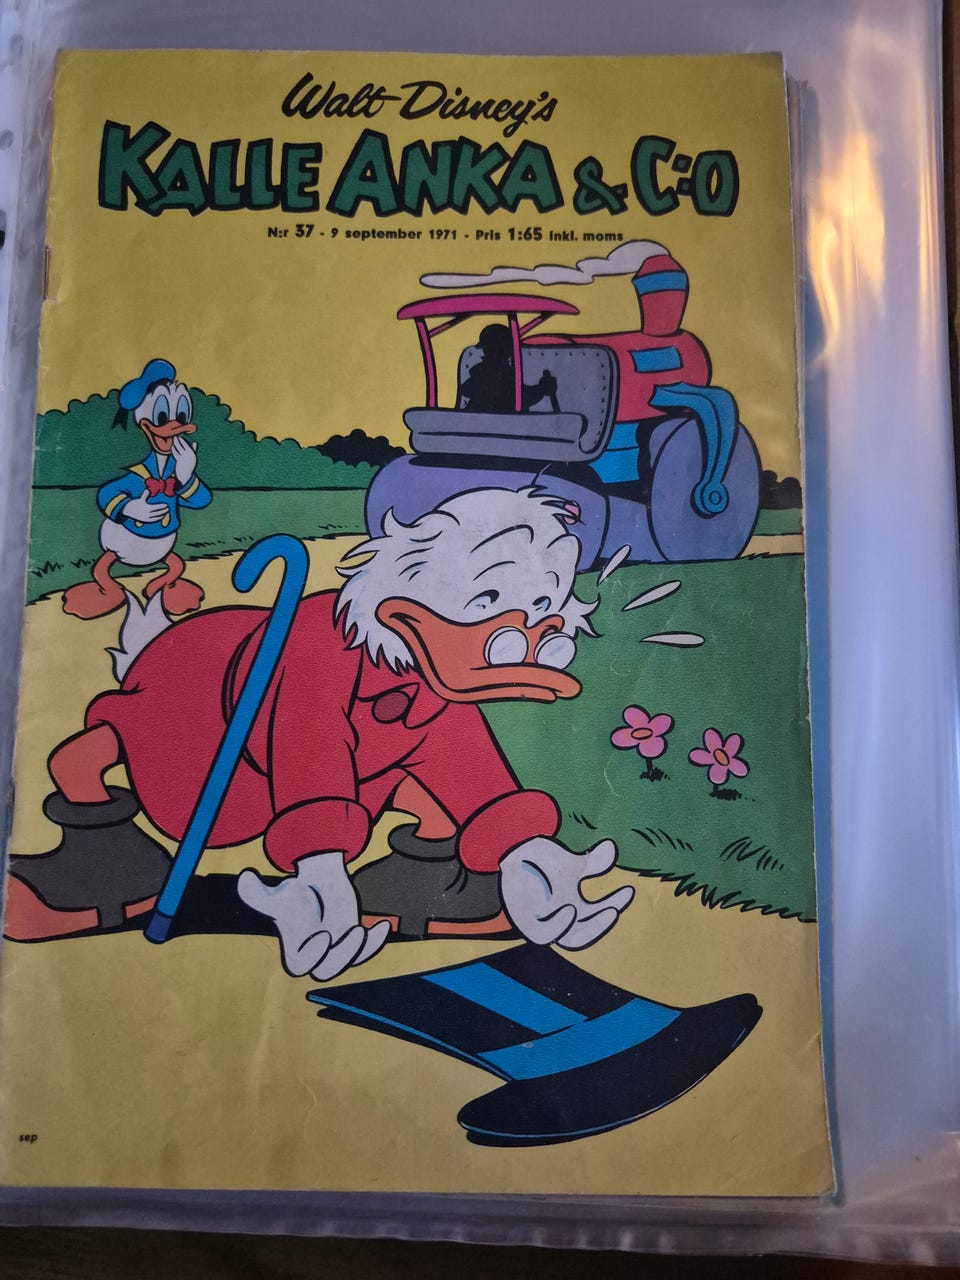 Walt Disney's
KALLE ANKA & C:O
N:r 37 - 9 september 1971 - Pris 1:65 inkl. moms
sep